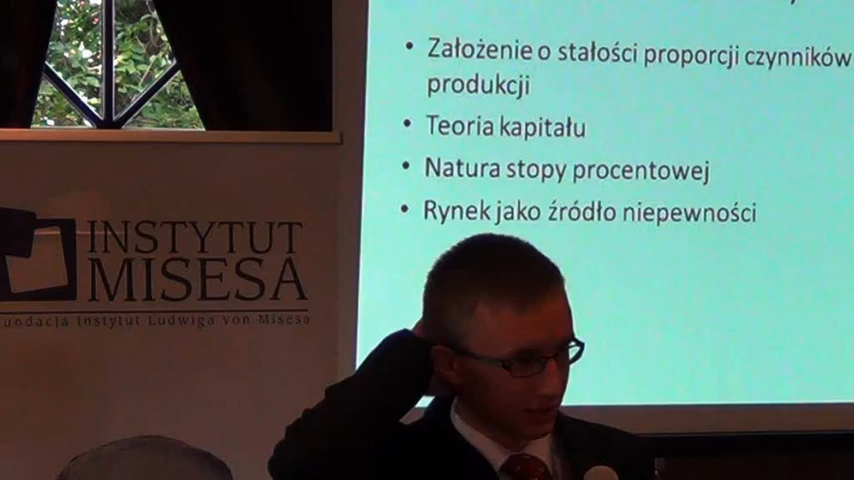 • Założenie o stałości proporcji czynników
produkcji
• Teoria kapitału
• Natura stopy procentowej
• Rynek jako źródło niepewności
INSTYTUT
MISESA
Fundacja Instytut Ludwiga von Misesa